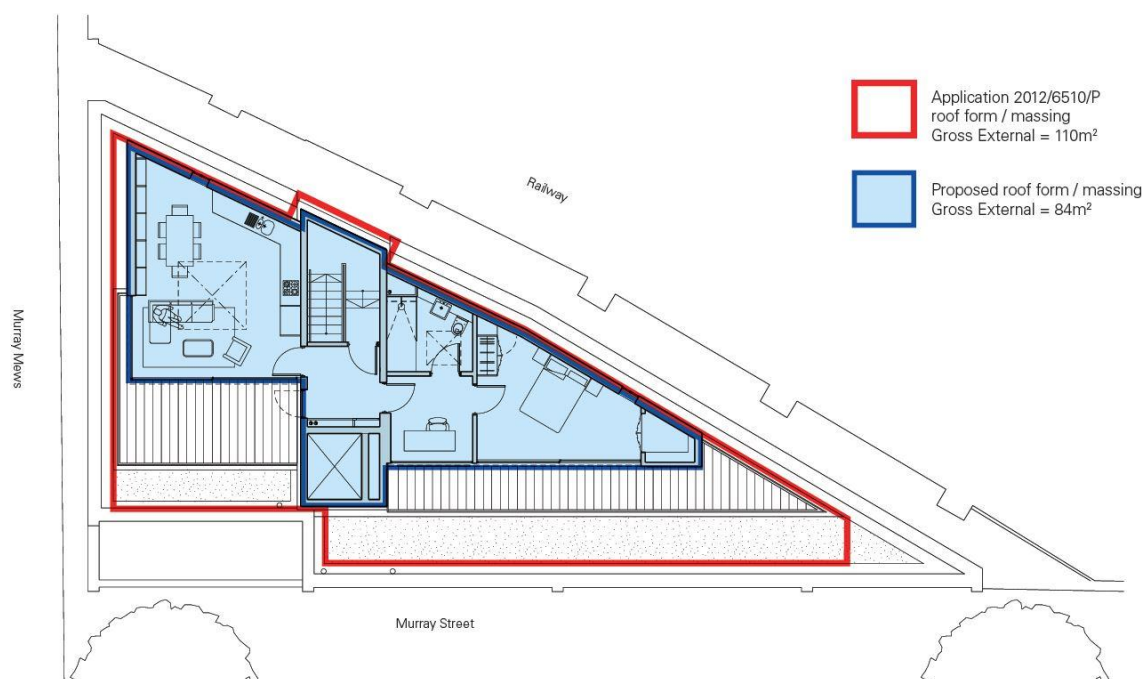 Application 2012/6510/P
roof form / massing
Gross External = 110m²
Proposed roof form / massing
Gross External = 84m²
Railway
Murray Mews
Murray Street